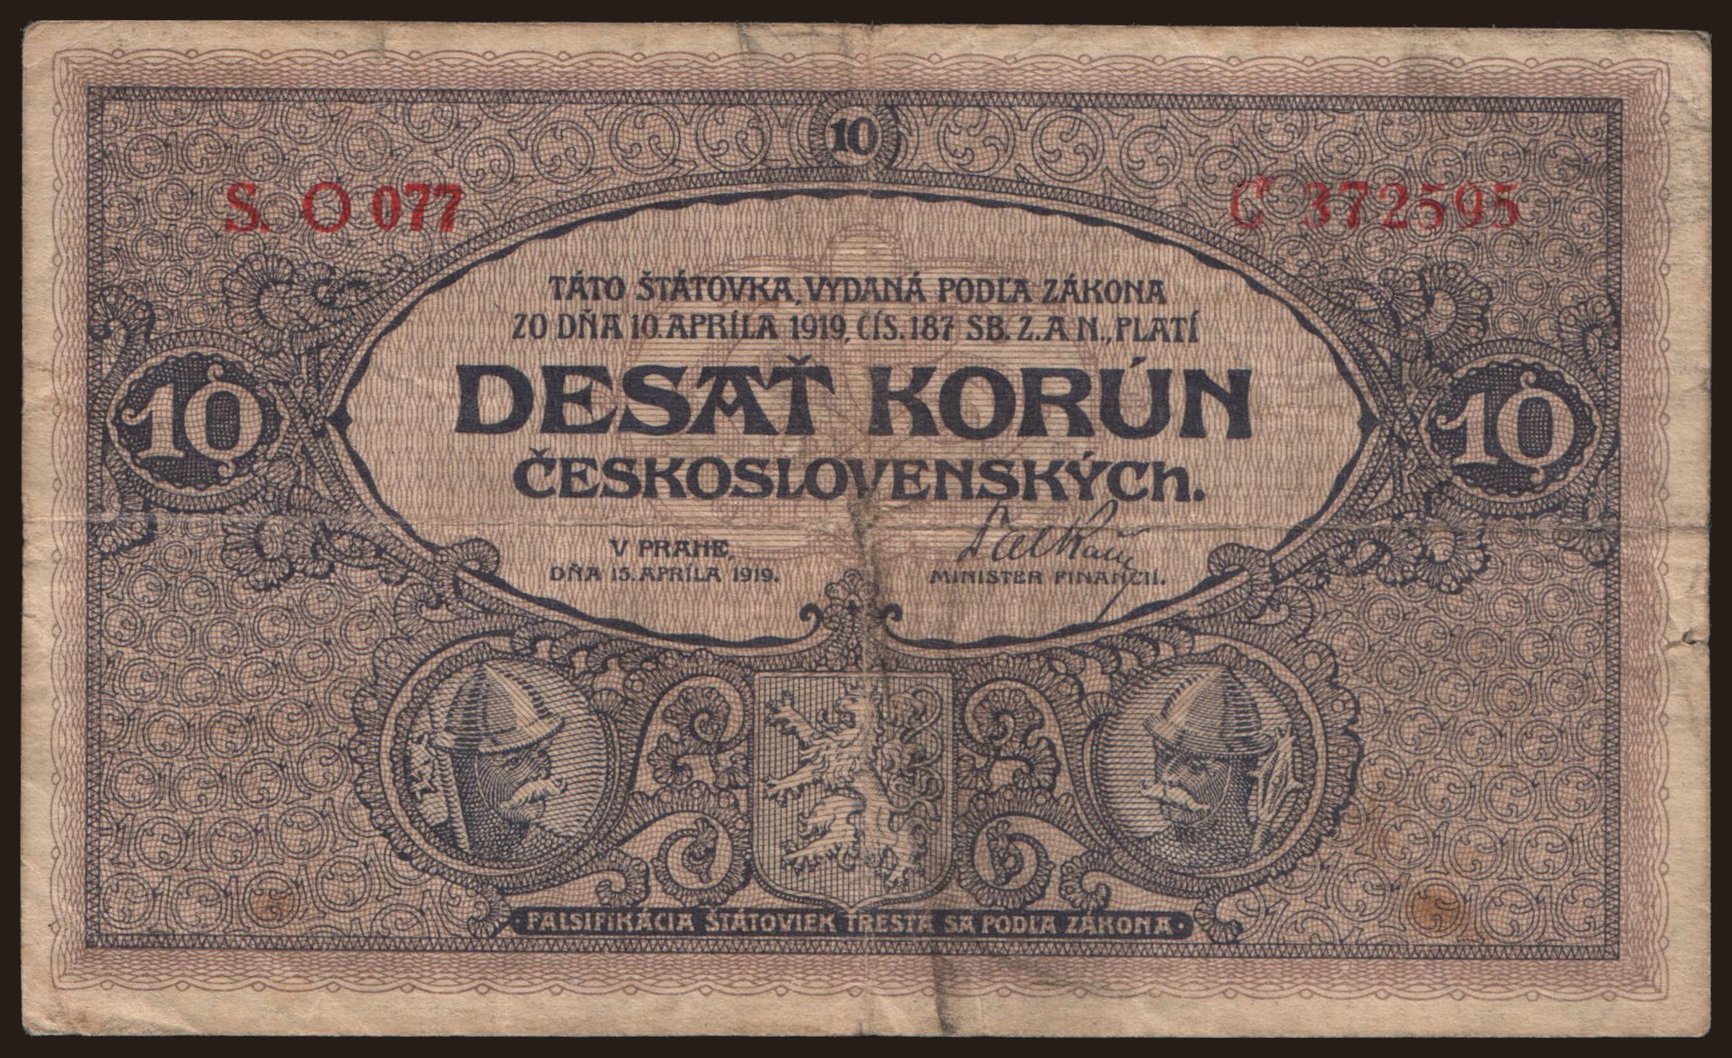 10
S. O 077
C 372595
TÁTO ŠTÁTOVKA, VYDANÁ PODĽA ZÁKONA
ZO DŇA 10. APRÍLA 1919, ČÍS. 187 SB. Z. A N., PLATÍ
10
DESAŤ KORÚN
10
ČESKOSLOVENSKÝCh.
V PRAHE,
DŇA 15. APRÍLA 1919.
MINISTER FINANCIÍ.
FALSIFIKÁCIA ŠTÁTOVIEK TRESTÁ SA PODĽA ZÁKONA